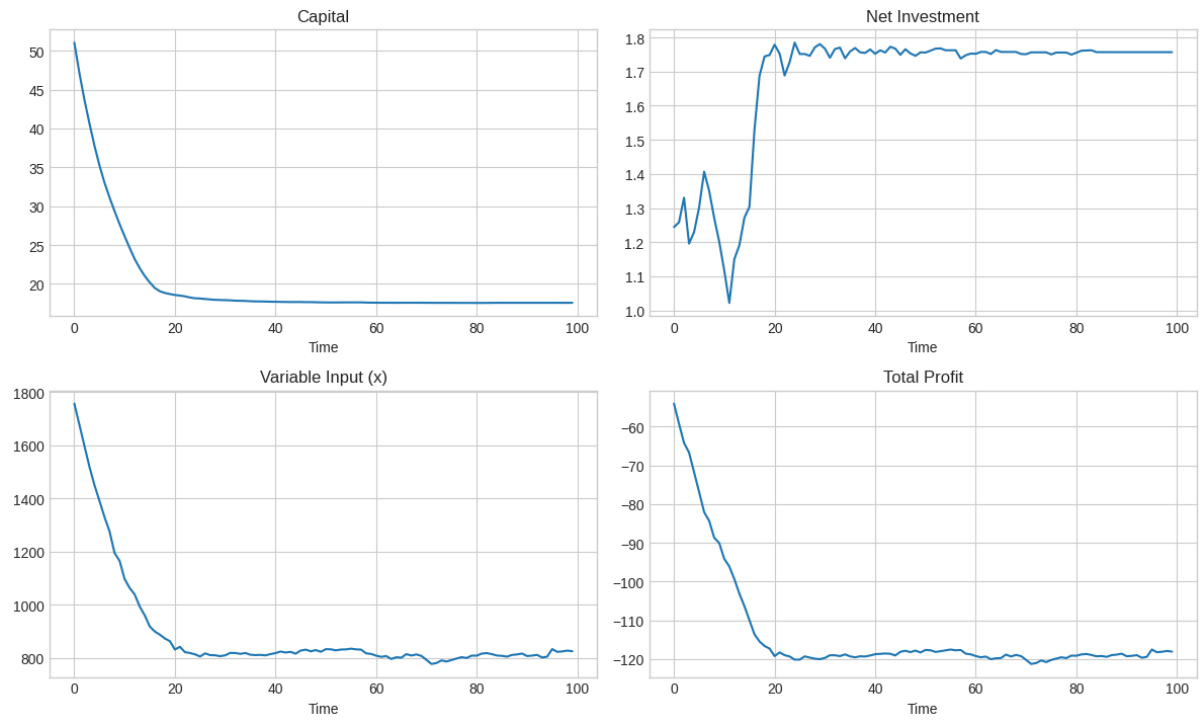 Capital
50
45
40
35
30
25
20
0 20 40 60 80 100
Time
Net Investment
1.8
1.7
1.6
1.5
1.4
1.3
1.2
1.1
1.0
0 20 40 60 80 100
Time
Variable Input (x)
1800
1600
1400
1200
1000
800
0 20 40 60 80 100
Time
Total Profit
−60
−70
−80
−90
−100
−110
−120
0 20 40 60 80 100
Time